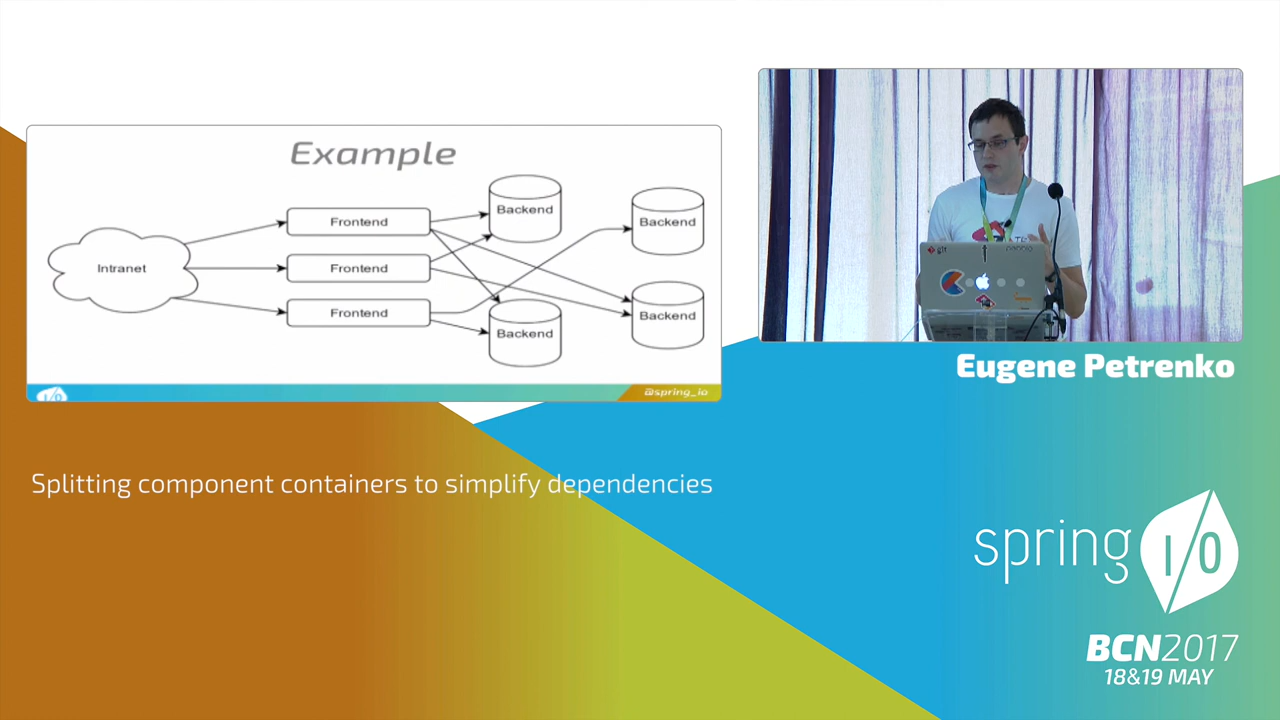 Example
Intranet
Frontend
Frontend
Frontend
Backend
Backend
Backend
Backend
I/O
@spring_io
Eugene Petrenko
Splitting component containers to simplify dependencies
spring I/O
BCN2017
18&19 MAY